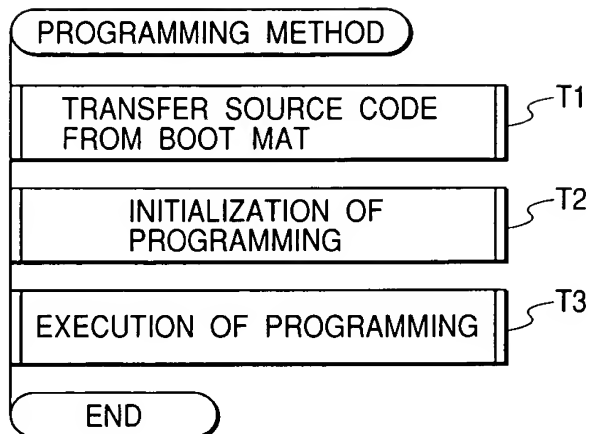 PROGRAMMING METHOD
TRANSFER SOURCE CODE
FROM BOOT MAT
T1
INITIALIZATION OF
PROGRAMMING
T2
EXECUTION OF PROGRAMMING
T3
END